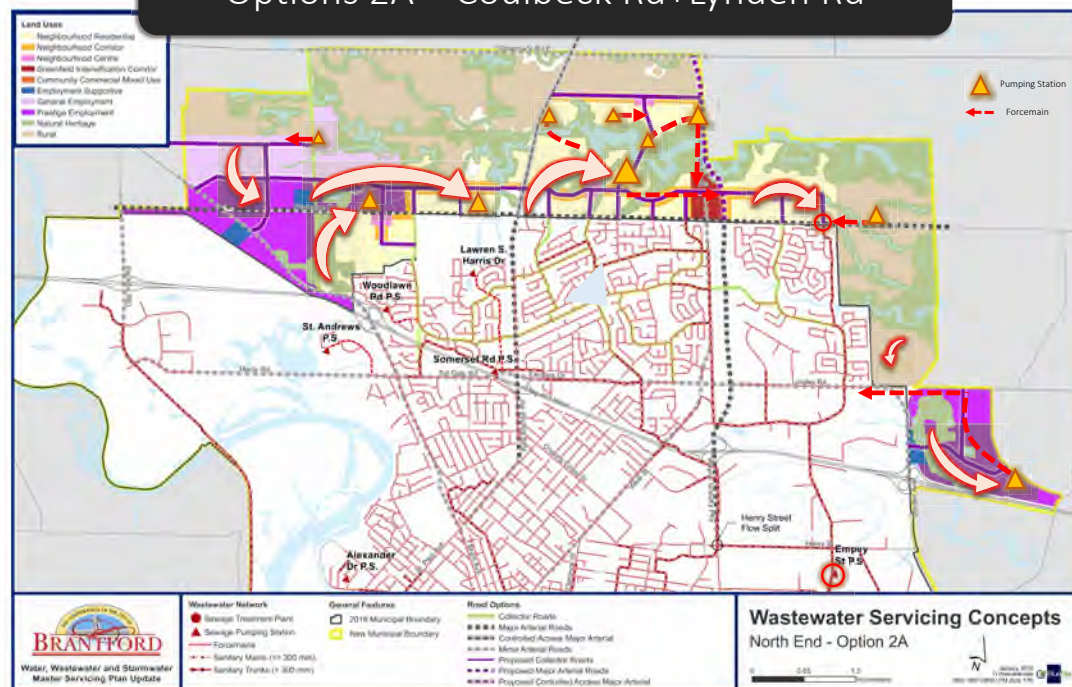 Options 2A – Coulbeck Rd+Lynden Rd
Land Uses
Neighbourhood Residential
Neighbourhood Corridor
Neighbourhood Centre
Greenfield Intensification Corridor
Community Commercial Mixed Use
Employment Supportive
General Employment
Prestige Employment
Natural Heritage
Rural
Pumping Station
Forcemain
Lawren S.
Harris Dr
Woodlawn
Rd P.S.
St. Andrews
P.S.
Somerset Rd P.S.
Henry Street
Flow Split
Empey
St P.S
Alexander
Dr P.S.
BRANTFORD
Water, Wastewater and Stormwater
Master Servicing Plan Update
Wastewater Network
Sewage Treatment Plant
Sewage Pumping Station
Forcemains
Sanitary Mains (<= 300 mm)
Sanitary Trunks (> 300 mm)
General Features
2016 Municipal Boundary
New Municipal Boundary
Road Options
Collector Roads
Major Arterial Roads
Controlled Access Major Arterial
Minor Arterial Roads
Proposed Collector Roads
Proposed Major Arterial Roads
Proposed Controlled Access Major Arterial
Wastewater Servicing Concepts
North End - Option 2A
N